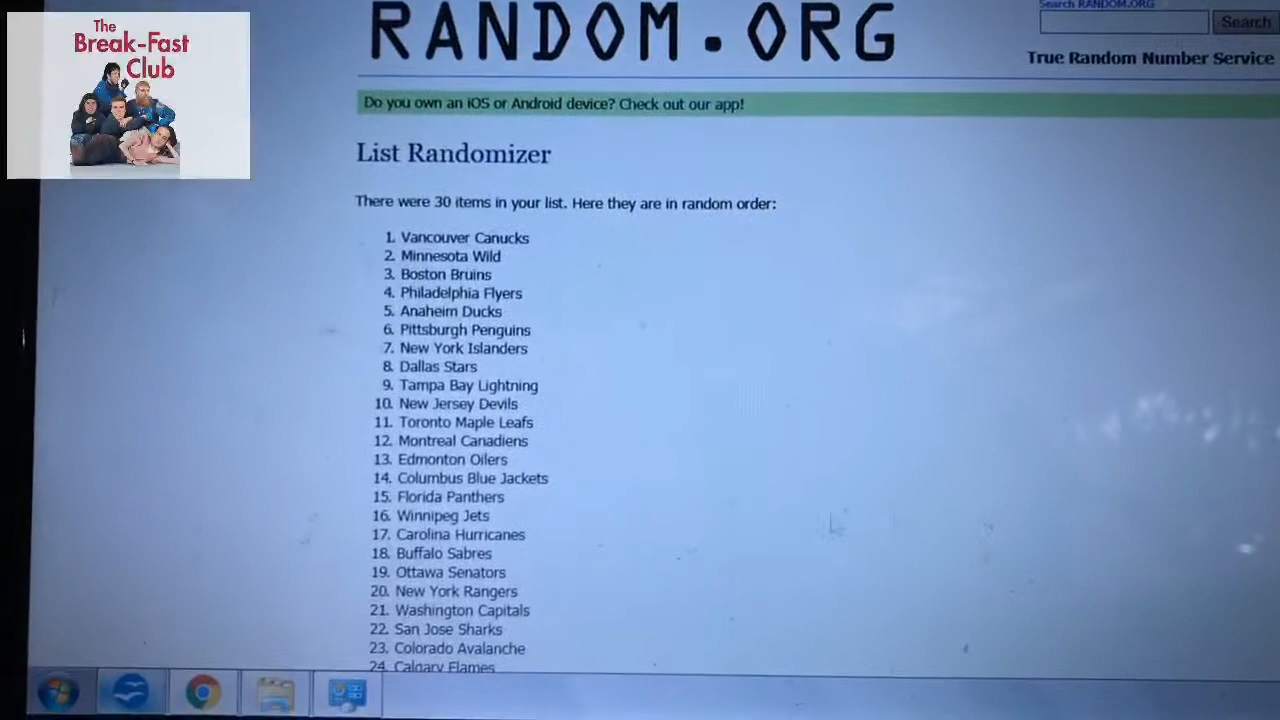 The
Break-Fast
Club
RANDOM.ORG
Search RANDOM.ORG
Search
True Random Number Service
Do you own an iOS or Android device? Check out our app!
List Randomizer
There were 30 items in your list. Here they are in random order:
1. Vancouver Canucks
2. Minnesota Wild
3. Boston Bruins
4. Philadelphia Flyers
5. Anaheim Ducks
6. Pittsburgh Penguins
7. New York Islanders
8. Dallas Stars
9. Tampa Bay Lightning
10. New Jersey Devils
11. Toronto Maple Leafs
12. Montreal Canadiens
13. Edmonton Oilers
14. Columbus Blue Jackets
15. Florida Panthers
16. Winnipeg Jets
17. Carolina Hurricanes
18. Buffalo Sabres
19. Ottawa Senators
20. New York Rangers
21. Washington Capitals
22. San Jose Sharks
23. Colorado Avalanche
24. Calgary Flames